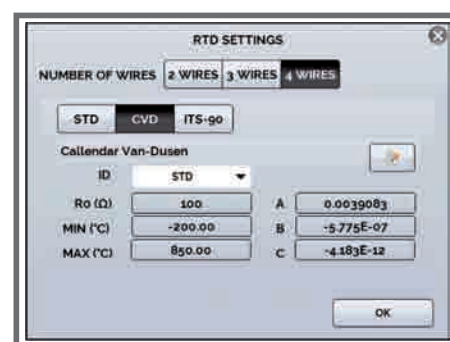 RTD SETTINGS
NUMBER OF WIRES 2 WIRES 3 WIRES 4 WIRES
STD CVD ITS-90
Callendar Van-Dusen
ID STD
R0 (Ω) 100 A 0.0039083
MIN (°C) -200.00 B -5.775E-07
MAX (°C) 850.00 C -4.183E-12
OK